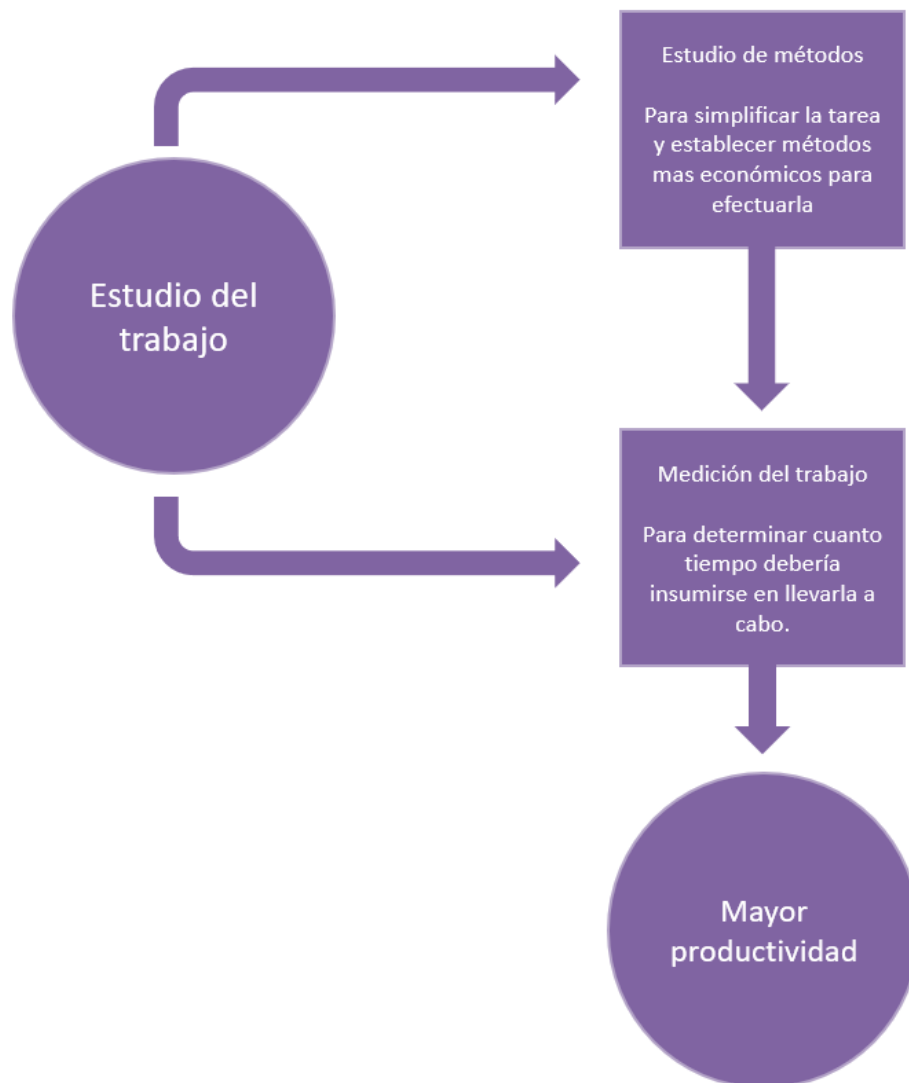 Estudio de métodos
Para simplificar la tarea
y establecer métodos
mas económicos para
efectuarla
Estudio del
trabajo
Medición del trabajo
Para determinar cuanto
tiempo debería
insumirse en llevarla a
cabo.
Mayor
productividad